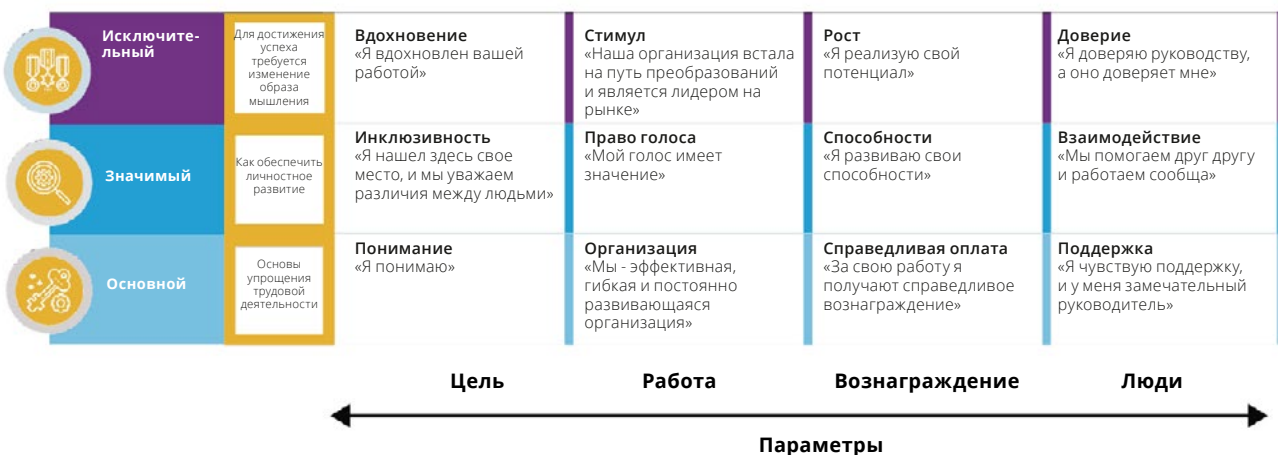 Исключите-
льный
Для достижения
успеха
требуется
изменение
образа
мышления
Вдохновение
«Я вдохновлен вашей
работой»
Стимул
«Наша организация встала
на путь преобразований
и является лидером на
рынке»
Рост
«Я реализую свой
потенциал»
Доверие
«Я доверяю руководству,
а оно доверяет мне»
Значимый
Как обеспечить
личностное
развитие
Инклюзивность
«Я нашел здесь свое
место, и мы уважаем
различия между людьми»
Право голоса
«Мой голос имеет
значение»
Способности
«Я развиваю свои
способности»
Взаимодействие
«Мы помогаем друг другу
и работаем сообща»
Основной
Основы
упрощения
трудовой
деятельности
Понимание
«Я понимаю»
Организация
«Мы - эффективная,
гибкая и постоянно
развивающаяся
организация»
Справедливая оплата
«За свою работу я
получают справедливое
вознаграждение»
Поддержка
«Я чувствую поддержку,
и у меня замечательный
руководитель»
Цель
Работа
Вознаграждение
Люди
Параметры